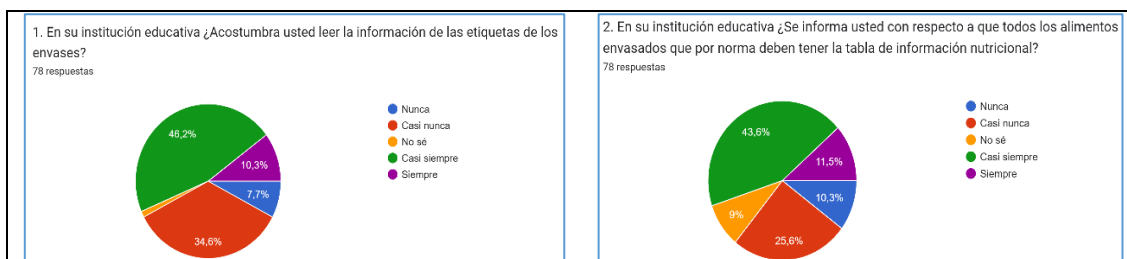 1. En su institución educativa ¿Acostumbra usted leer la información de las etiquetas de los
envases?
78 respuestas
Nunca
Casi nunca
No sé
Casi siempre
Siempre
46,2%
10,3%
7,7%
34,6%
2. En su institución educativa ¿Se informa usted con respecto a que todos los alimentos
envasados que por norma deben tener la tabla de información nutricional?
78 respuestas
Nunca
Casi nunca
No sé
Casi siempre
Siempre
43,6%
11,5%
10,3%
9%
25,6%